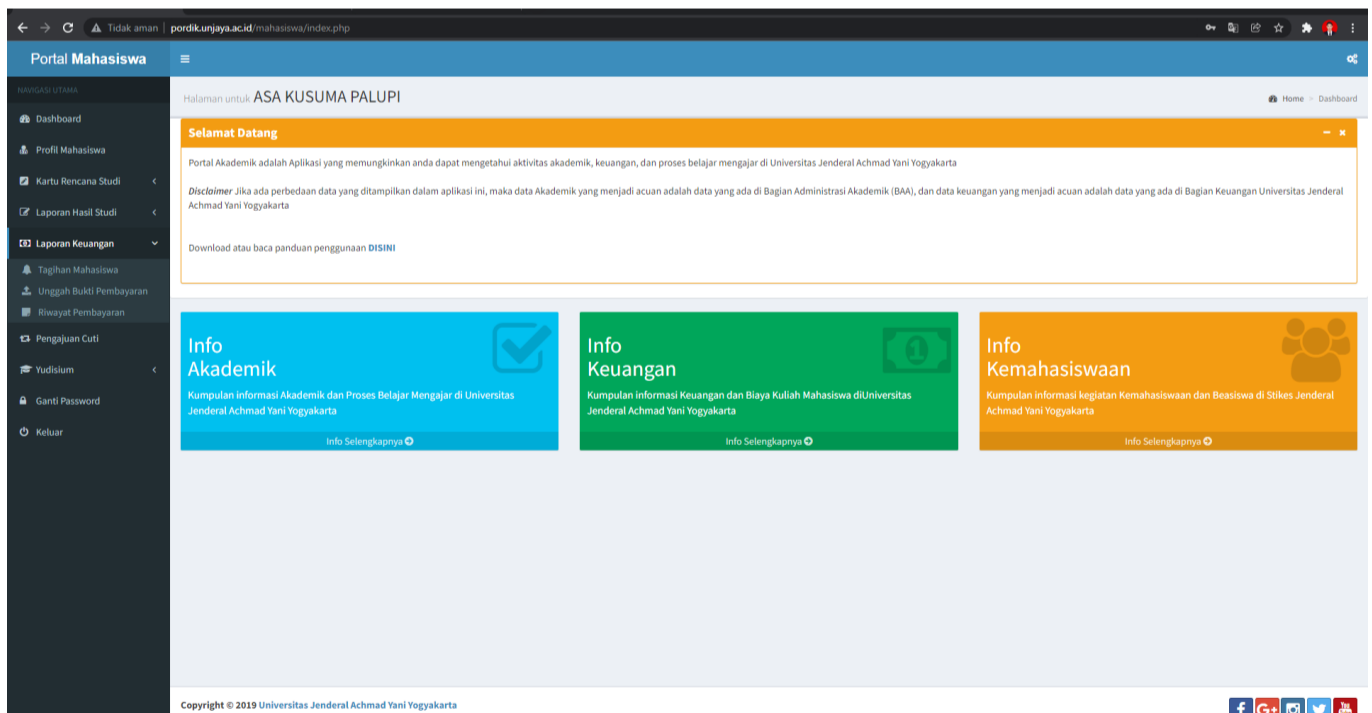 Tidak aman | pordik.unjaya.ac.id/mahasiswa/index.php
Portal Mahasiswa
NAVIGASI UTAMA
Dashboard
Profil Mahasiswa
Kartu Rencana Studi
Laporan Hasil Studi
Laporan Keuangan
Tagihan Mahasiswa
Unggah Bukti Pembayaran
Riwayat Pembayaran
Pengajuan Cuti
Yudisium
Ganti Password
Keluar
Halaman untuk ASA KUSUMA PALUPI
Home > Dashboard
Selamat Datang
Portal Akademik adalah Aplikasi yang memungkinkan anda dapat mengetahui aktivitas akademik, keuangan, dan proses belajar mengajar di Universitas Jenderal Achmad Yani Yogyakarta
Disclaimer Jika ada perbedaan data yang ditampilkan dalam aplikasi ini, maka data Akademik yang menjadi acuan adalah data yang ada di Bagian Administrasi Akademik (BAA), dan data keuangan yang menjadi acuan adalah data yang ada di Bagian Keuangan Universitas Jenderal
Achmad Yani Yogyakarta
Download atau baca panduan penggunaan DISINI
Info
Akademik
Kumpulan informasi Akademik dan Proses Belajar Mengajar di Universitas
Jenderal Achmad Yani Yogyakarta
Info Selengkapnya
Info
Keuangan
Kumpulan informasi Keuangan dan Biaya Kuliah Mahasiswa diUniversitas
Jenderal Achmad Yani Yogyakarta
Info Selengkapnya
Info
Kemahasiswaan
Kumpulan informasi kegiatan Kemahasiswaan dan Beasiswa di Stikes Jenderal
Achmad Yani Yogyakarta
Info Selengkapnya
Copyright © 2019 Universitas Jenderal Achmad Yani Yogyakarta